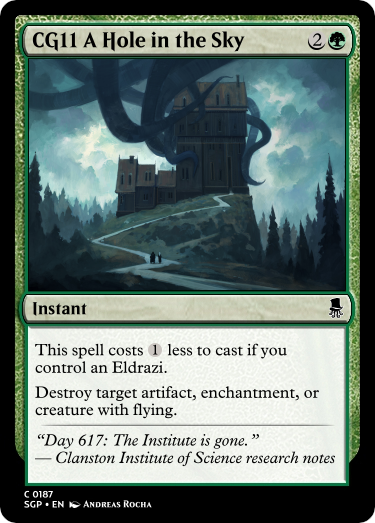 CG11 A Hole in the Sky 2
Instant
This spell costs 1 less to cast if you
control an Eldrazi.
Destroy target artifact, enchantment, or
creature with flying.
“Day 617: The Institute is gone.”
— Clanston Institute of Science research notes
C 0187
SGP • EN Andreas Rocha